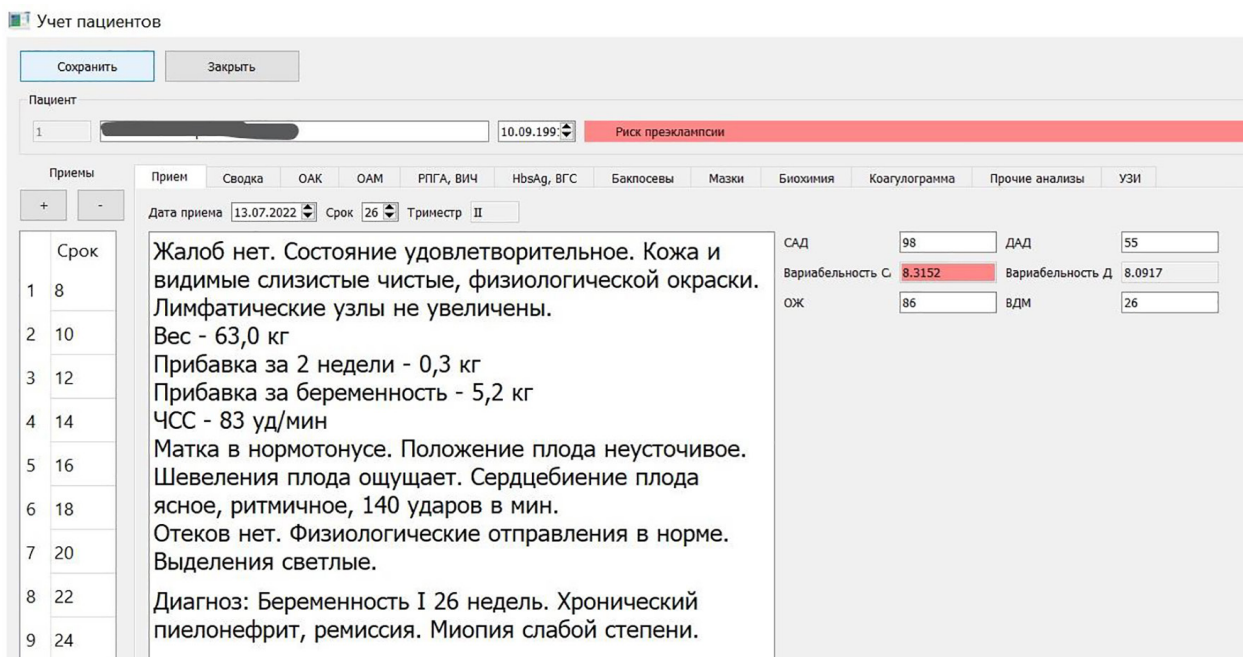 Учет пациентов
Сохранить Закрыть
Пациент
1 10.09.199 Риск преэклампсии
Приемы
+ -
Прием Сводка ОАК ОАМ РПГА, ВИЧ HbsAg, ВГС Бакпосевы Мазки Биохимия Коагулограмма Прочие анализы УЗИ
Дата приема 13.07.2022 Срок 26 Триместр II
Срок
1 8
2 10
3 12
4 14
5 16
6 18
7 20
8 22
9 24
Жалоб нет. Состояние удовлетворительное. Кожа и
видимые слизистые чистые, физиологической окраски.
Лимфатические узлы не увеличены.
Вес - 63,0 кг
Прибавка за 2 недели - 0,3 кг
Прибавка за беременность - 5,2 кг
ЧСС - 83 уд/мин
Матка в нормотонусе. Положение плода неусточивое.
Шевеления плода ощущает. Сердцебиение плода
ясное, ритмичное, 140 ударов в мин.
Отеков нет. Физиологические отправления в норме.
Выделения светлые.
Диагноз: Беременность I 26 недель. Хронический
пиелонефрит, ремиссия. Миопия слабой степени.
САД 98 ДАД 55
Вариабельность С 8.3152 Вариабельность Д 8.0917
ОЖ 86 ВДМ 26